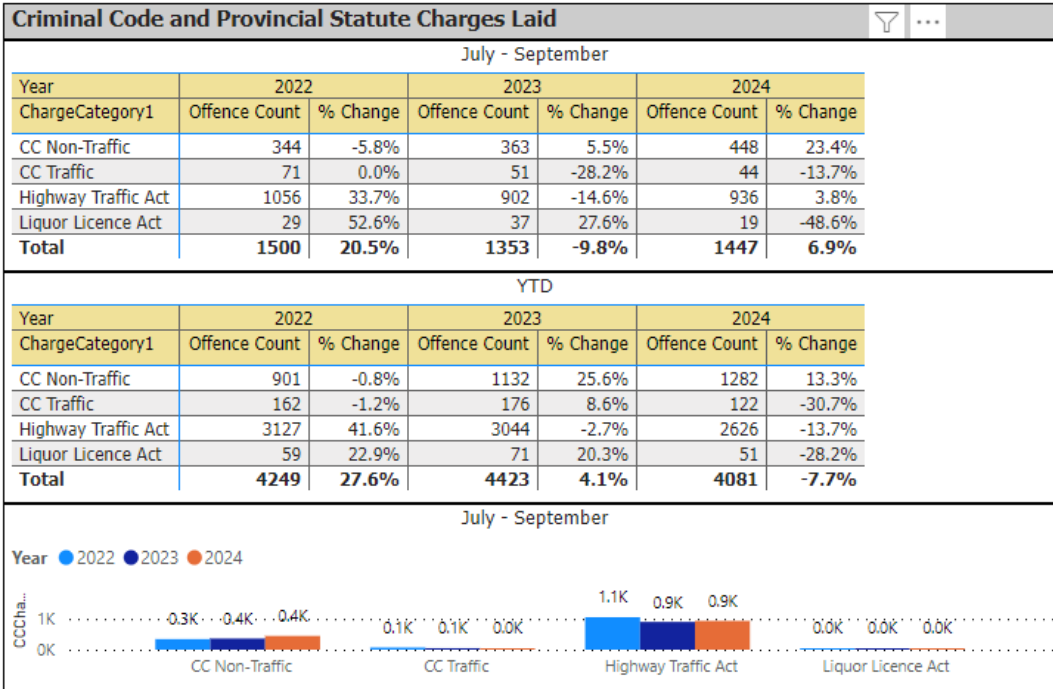 Criminal Code and Provincial Statute Charges Laid
July - September
Year 2022 2023 2024
ChargeCategory1 Offence Count % Change Offence Count % Change Offence Count % Change
CC Non-Traffic 344 -5.8% 363 5.5% 448 23.4%
CC Traffic 71 0.0% 51 -28.2% 44 -13.7%
Highway Traffic Act 1056 33.7% 902 -14.6% 936 3.8%
Liquor Licence Act 29 52.6% 37 27.6% 19 -48.6%
Total 1500 20.5% 1353 -9.8% 1447 6.9%
YTD
Year 2022 2023 2024
ChargeCategory1 Offence Count % Change Offence Count % Change Offence Count % Change
CC Non-Traffic 901 -0.8% 1132 25.6% 1282 13.3%
CC Traffic 162 -1.2% 176 8.6% 122 -30.7%
Highway Traffic Act 3127 41.6% 3044 -2.7% 2626 -13.7%
Liquor Licence Act 59 22.9% 71 20.3% 51 -28.2%
Total 4249 27.6% 4423 4.1% 4081 -7.7%
July - September
Year 2022 2023 2024
CCCha...
1K
0K
0.3K 0.4K 0.4K 0.1K 0.1K 0.0K 1.1K 0.9K 0.9K 0.0K 0.0K 0.0K
CC Non-Traffic CC Traffic Highway Traffic Act Liquor Licence Act